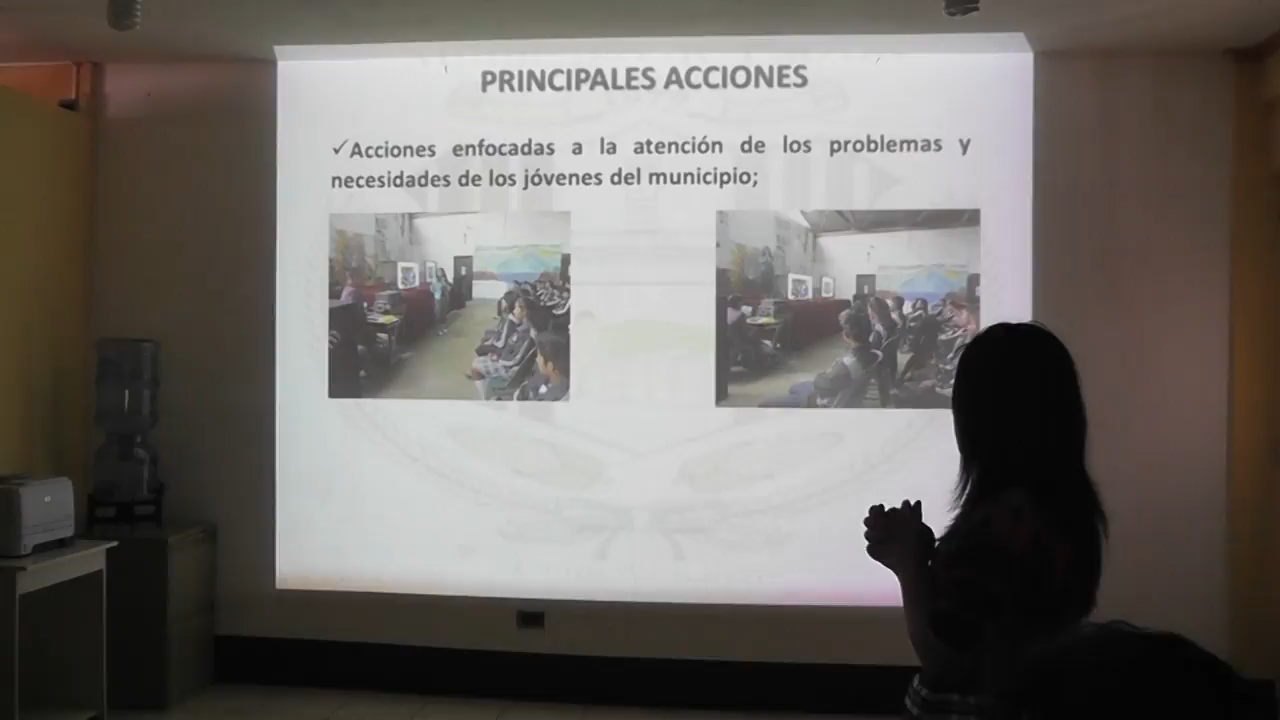 PRINCIPALES ACCIONES
✓Acciones enfocadas a la atención de los problemas y
necesidades de los jóvenes del municipio;